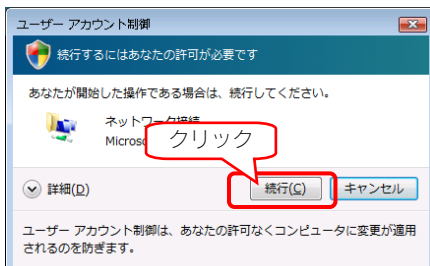 ユーザー アカウント制御
続行するにはあなたの許可が必要です
あなたが開始した操作である場合は、続行してください。
ネットワーク接続
クリック
詳細(D)
続行(C)
キャンセル
ユーザー アカウント制御は、あなたの許可なくコンピュータに変更が適用
されるのを防ぎます。